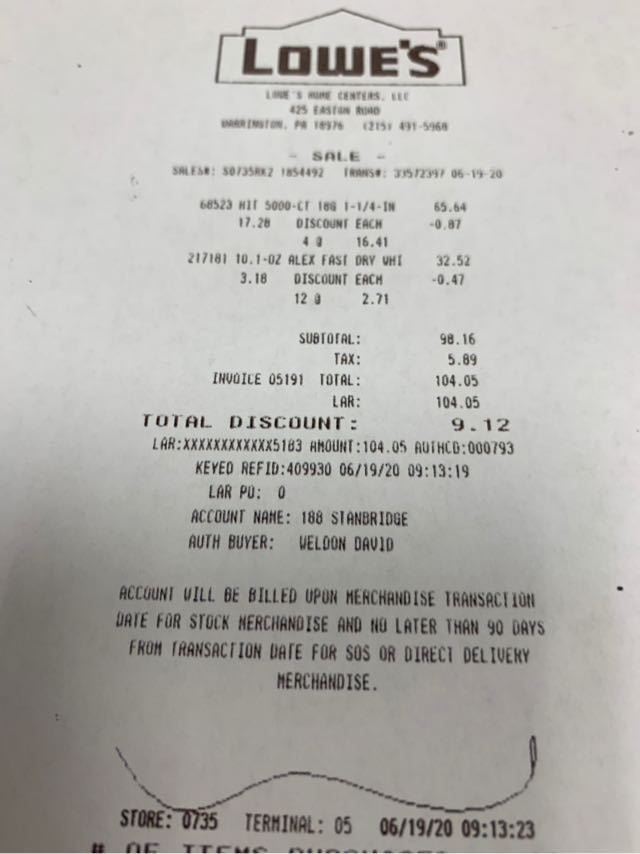 LOWE'S®
LOWE'S HOME CENTERS, LLC
425 EASTON ROAD
WARRINGTON, PA 18976 (215) 491-5968
- SALE -
SALES#: S0735RK2 1854492 TRANS#: 33572397 06-19-20
68523 HIT 5000-CT 18G 1-1/4-IN 65.64
17.28 DISCOUNT EACH -0.87
4 @ 16.41
217181 10.1-OZ ALEX FAST DRY WHI 32.52
3.18 DISCOUNT EACH -0.47
12 @ 2.71
SUBTOTAL: 98.16
TAX: 5.89
INVOICE 05191 TOTAL: 104.05
LAR: 104.05
TOTAL DISCOUNT: 9.12
LAR:XXXXXXXXXXXX5183 AMOUNT:104.05 AUTHCD:000793
KEYED REFID:409930 06/19/20 09:13:19
LAR PO: 0
ACCOUNT NAME: 188 STANBRIDGE
AUTH BUYER: WELDON DAVID
ACCOUNT WILL BE BILLED UPON MERCHANDISE TRANSACTION
DATE FOR STOCK MERCHANDISE AND NO LATER THAN 90 DAYS
FROM TRANSACTION DATE FOR SOS OR DIRECT DELIVERY
MERCHANDISE.
STORE: 0735 TERMINAL: 05 06/19/20 09:13:23
# OF ITEMS PURCHASED